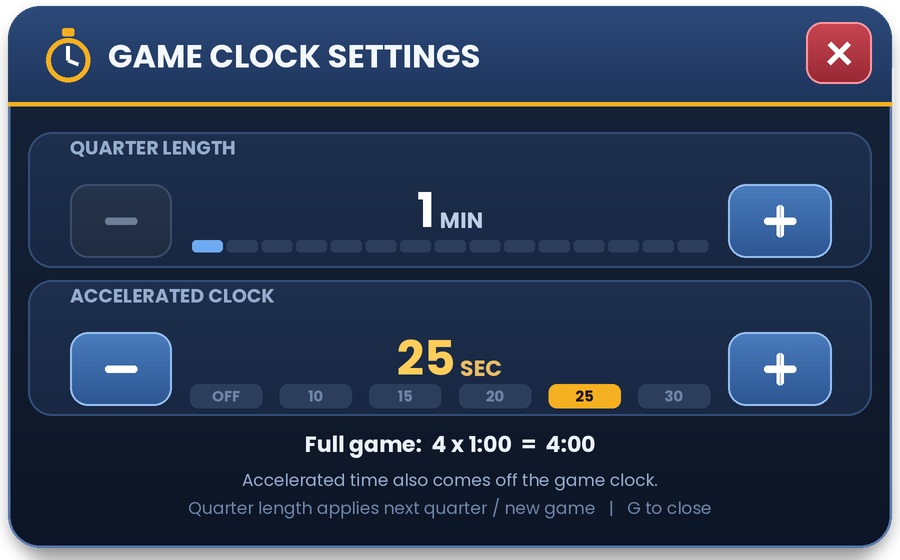 GAME CLOCK SETTINGS
QUARTER LENGTH
1 MIN
ACCELERATED CLOCK
25 SEC
OFF 10 15 20 25 30
Full game: 4 x 1:00 = 4:00
Accelerated time also comes off the game clock.
Quarter length applies next quarter / new game | G to close